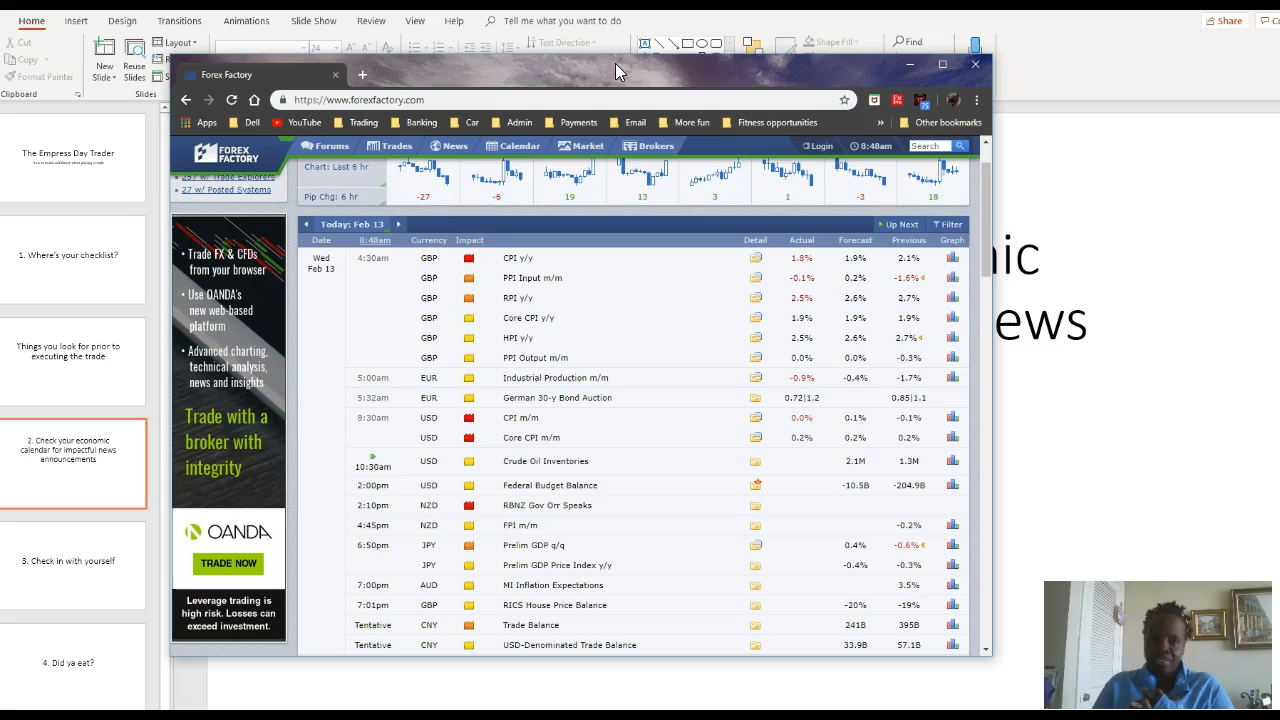 Home Insert Design Transitions Animations Slide Show Review View Help Tell me what you want to do Share
Cut
Copy
Format Painter
Clipboard
New
Slide
Reuse
Slides
Layout
Slides
24
Text Direction
Shape Fill
Find
The Empress Day Trader
1. Where's your checklist?
Things you look for prior to
executing the trade
2. Check your economic
calendar for impactful news
announcements
3. Check in with yourself
4. Did ya eat?
Forex Factory
https://www.forexfactory.com
75
Apps Dell YouTube Trading Banking Car Admin Payments Email More fun Fitness opportunities » Other bookmarks
FOREX
FACTORY
Forums Trades News Calendar Market Brokers Login 8:48am Search
257 w/ Trade Explorers
27 w/ Posted Systems
Chart: Last 6 hr
Pip Chg: 6 hr -27 -6 19 13 3 1 -3 18
Today: Feb 13 Up Next Filter
Date 8:48am Currency Impact Detail Actual Forecast Previous Graph
Wed
Feb 13
4:30am GBP CPI y/y 1.8% 1.9% 2.1%
GBP PPI Input m/m -0.1% 0.2% -1.6%
GBP RPI y/y 2.5% 2.6% 2.7%
GBP Core CPI y/y 1.9% 1.9% 1.9%
GBP HPI y/y 2.5% 2.6% 2.7%
GBP PPI Output m/m 0.0% 0.0% -0.3%
5:00am EUR Industrial Production m/m -0.9% -0.4% -1.7%
5:32am EUR German 30-y Bond Auction 0.72|1.2 0.85|1.1
8:30am USD CPI m/m 0.0% 0.1% -0.1%
USD Core CPI m/m 0.2% 0.2% 0.2%
10:30am USD Crude Oil Inventories 2.1M 1.3M
2:00pm USD Federal Budget Balance -10.5B -204.9B
2:10pm NZD RBNZ Gov Orr Speaks
4:45pm NZD FPI m/m -0.2%
6:50pm JPY Prelim GDP q/q 0.4% -0.6%
JPY Prelim GDP Price Index y/y -0.4% -0.3%
7:00pm AUD MI Inflation Expectations 3.5%
7:01pm GBP RICS House Price Balance -20% -19%
Tentative CNY Trade Balance 241B 395B
Tentative CNY USD-Denominated Trade Balance 33.9B 57.1B
• Trade FX & CFDs
from your browser
• Use OANDA's
new web-based
platform
• Advanced charting,
technical analysis,
news and insights
Trade with a
broker with
integrity
OANDA
TRADE NOW
Leverage trading is
high risk. Losses can
exceed investment.
nic
ews